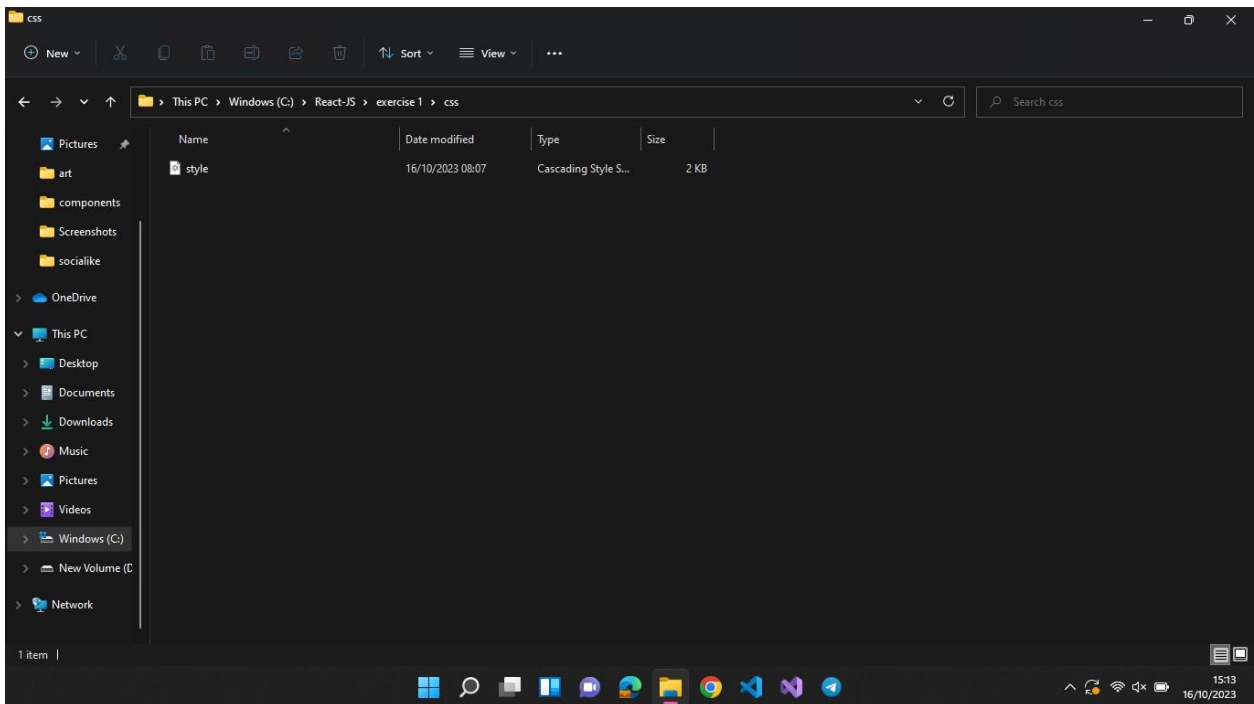 css
New
Sort
View
This PC > Windows (C:) > React-JS > exercise 1 > css
Search css
Name
Date modified
Type
Size
style
16/10/2023 08:07
Cascading Style S...
2 KB
Pictures
art
components
Screenshots
socialike
OneDrive
This PC
Desktop
Documents
Downloads
Music
Pictures
Videos
Windows (C:)
New Volume (D
Network
1 item
15:13
16/10/2023